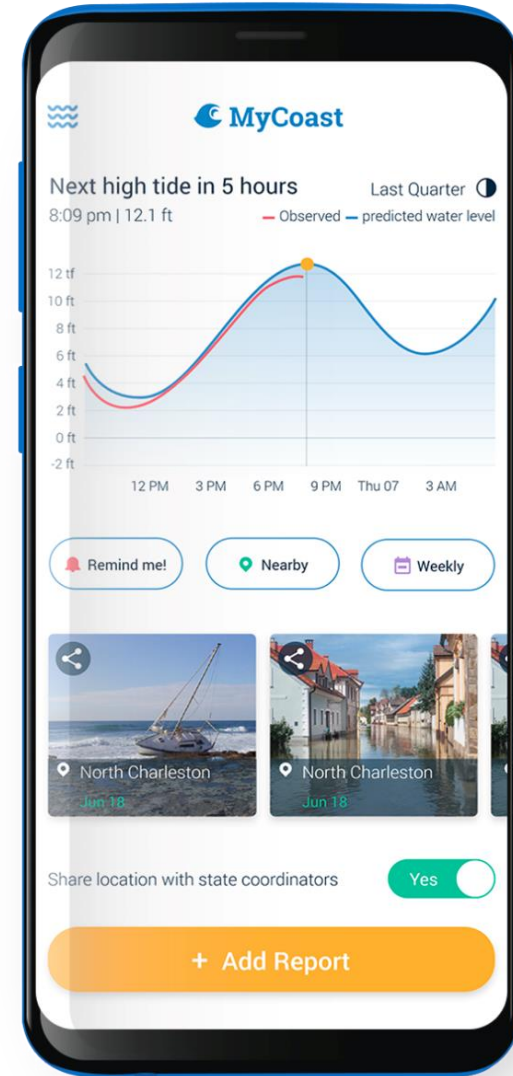 MyCoast
Next high tide in 5 hours
Last Quarter
8:09 pm | 12.1 ft
Observed
predicted water level
12 tf
10 ft
8 ft
6 ft
4 ft
2 ft
0 ft
-2 ft
12 PM 3 PM 6 PM 9 PM Thu 07 3 AM
Remind me!
Nearby
Weekly
North Charleston
Jun 18
North Charleston
Jun 18
Share location with state coordinators
Yes
+ Add Report